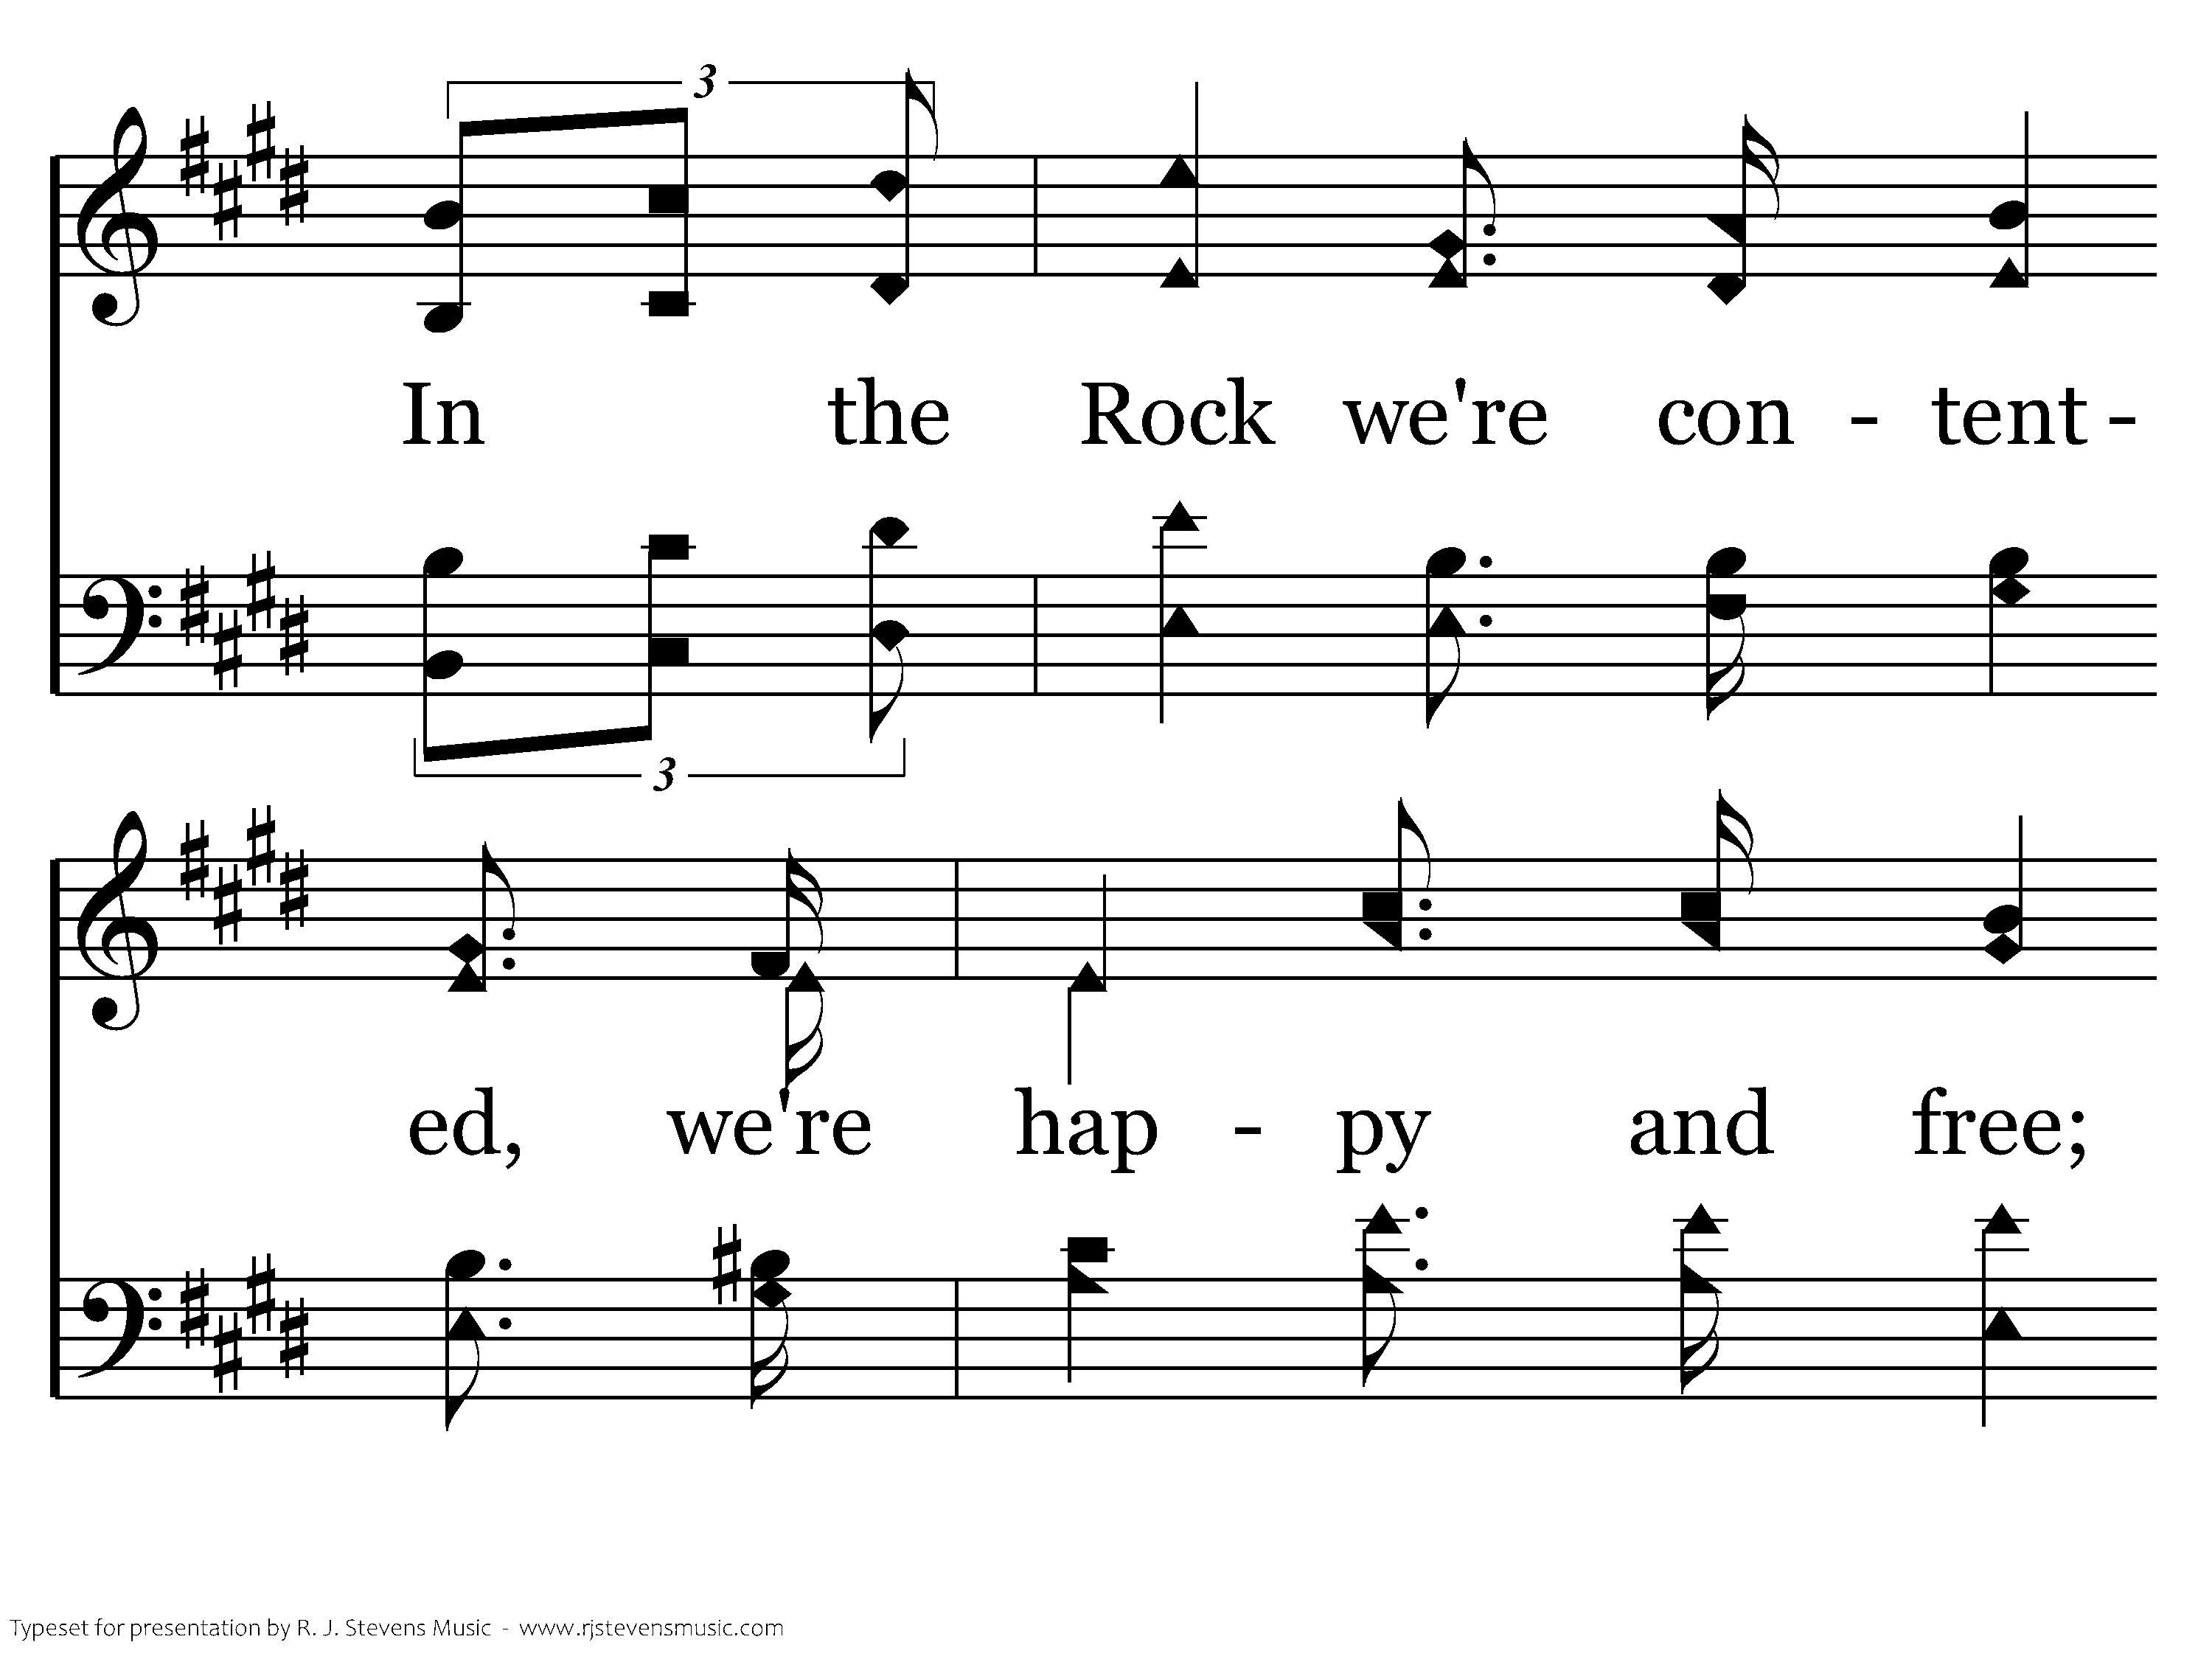 3
In the Rock we're con - tent -
3
ed, we're hap - py and free;
Typeset for presentation by R. J. Stevens Music - www.rjstevensmusic.com